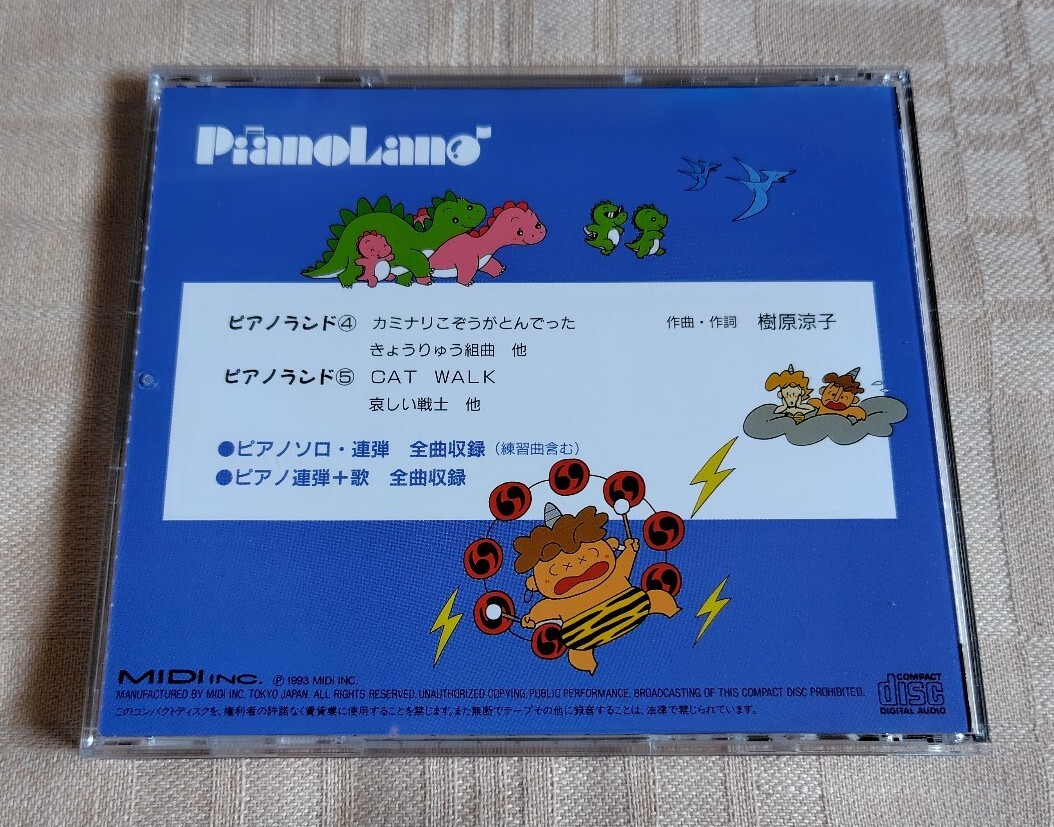 PianoLand
ピアノランド④ カミナリこぞうがとんでった 作曲・作詞 樹原涼子
きょうりゅう組曲 他
ピアノランド⑤ CAT WALK
哀しい戦士 他
●ピアノソロ・連弾 全曲収録(練習曲含む)
●ピアノ連弾+歌 全曲収録
MIDI INC. Ⓟ1993 MIDI INC.
MANUFACTURED BY MIDI INC. TOKYO JAPAN. ALL RIGHTS RESERVED. UNAUTHORIZED COPYING, PUBLIC PERFORMANCE, BROADCASTING OF THIS COMPACT DISC PROHIBITED.
このコンパクトディスクを、権利者の許諾なく賃貸業に使用することを禁じます。また無断でテープその他に録音することは、法律で禁じられています。
COMPACT
disc
DIGITAL AUDIO